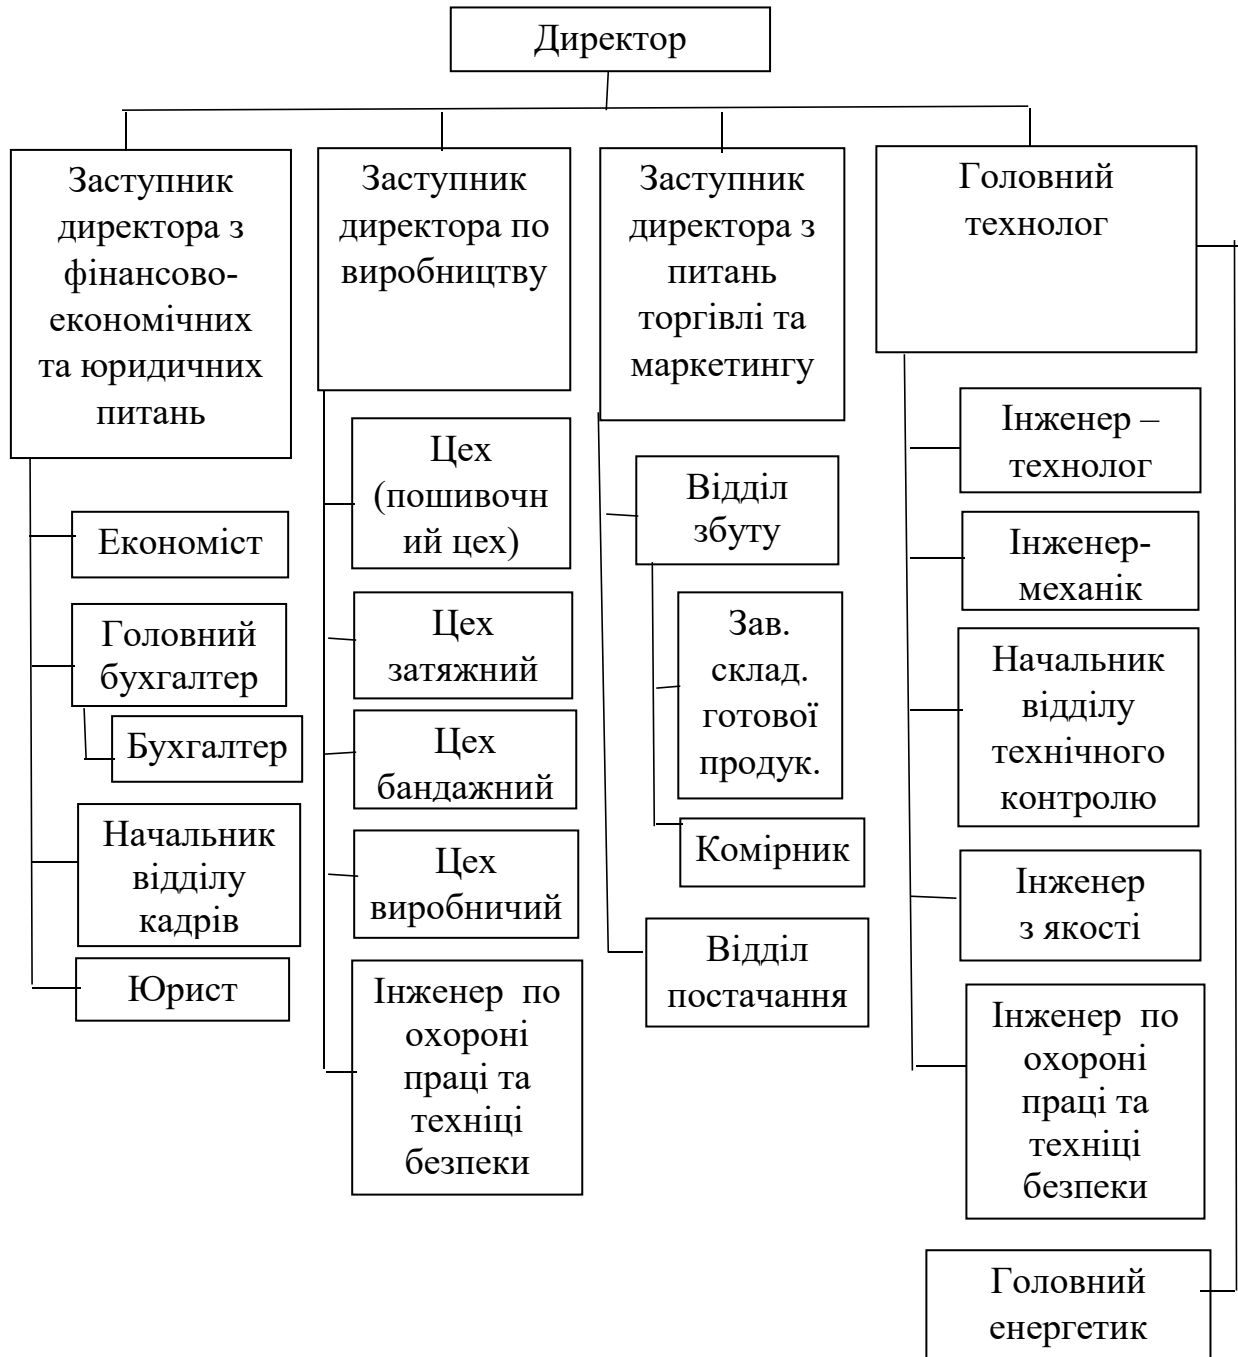 Директор
Заступник
директора з
фінансово-
економічних
та юридичних
питань
Економіст
Головний
бухгалтер
Бухгалтер
Начальник
відділу
кадрів
Юрист
Заступник
директора по
виробництву
Цех
(пошивочн
ий цех)
Цех
затяжний
Цех
бандажний
Цех
виробничий
Інженер по
охороні
праці та
техніці
безпеки
Заступник
директора з
питань
торгівлі та
маркетингу
Відділ
збуту
Зав.
склад.
готової
продук.
Комірник
Відділ
постачання
Головний
технолог
Інженер –
технолог
Інженер-
механік
Начальник
відділу
технічного
контролю
Інженер
з якості
Інженер по
охороні
праці та
техніці
безпеки
Головний
енергетик